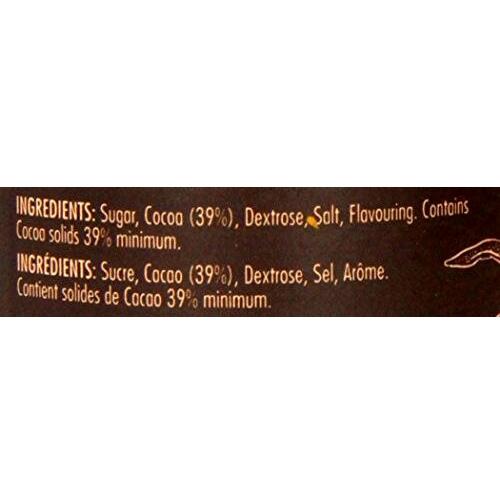 INGREDIENTS: Sugar, Cocoa (39%), Dextrose, Salt, Flavouring. Contains
Cocoa solids 39% minimum.
INGRÉDIENTS: Sucre, Cacao (39%), Dextrose, Sel, Arôme.
Contient solides de Cacao 39% minimum.